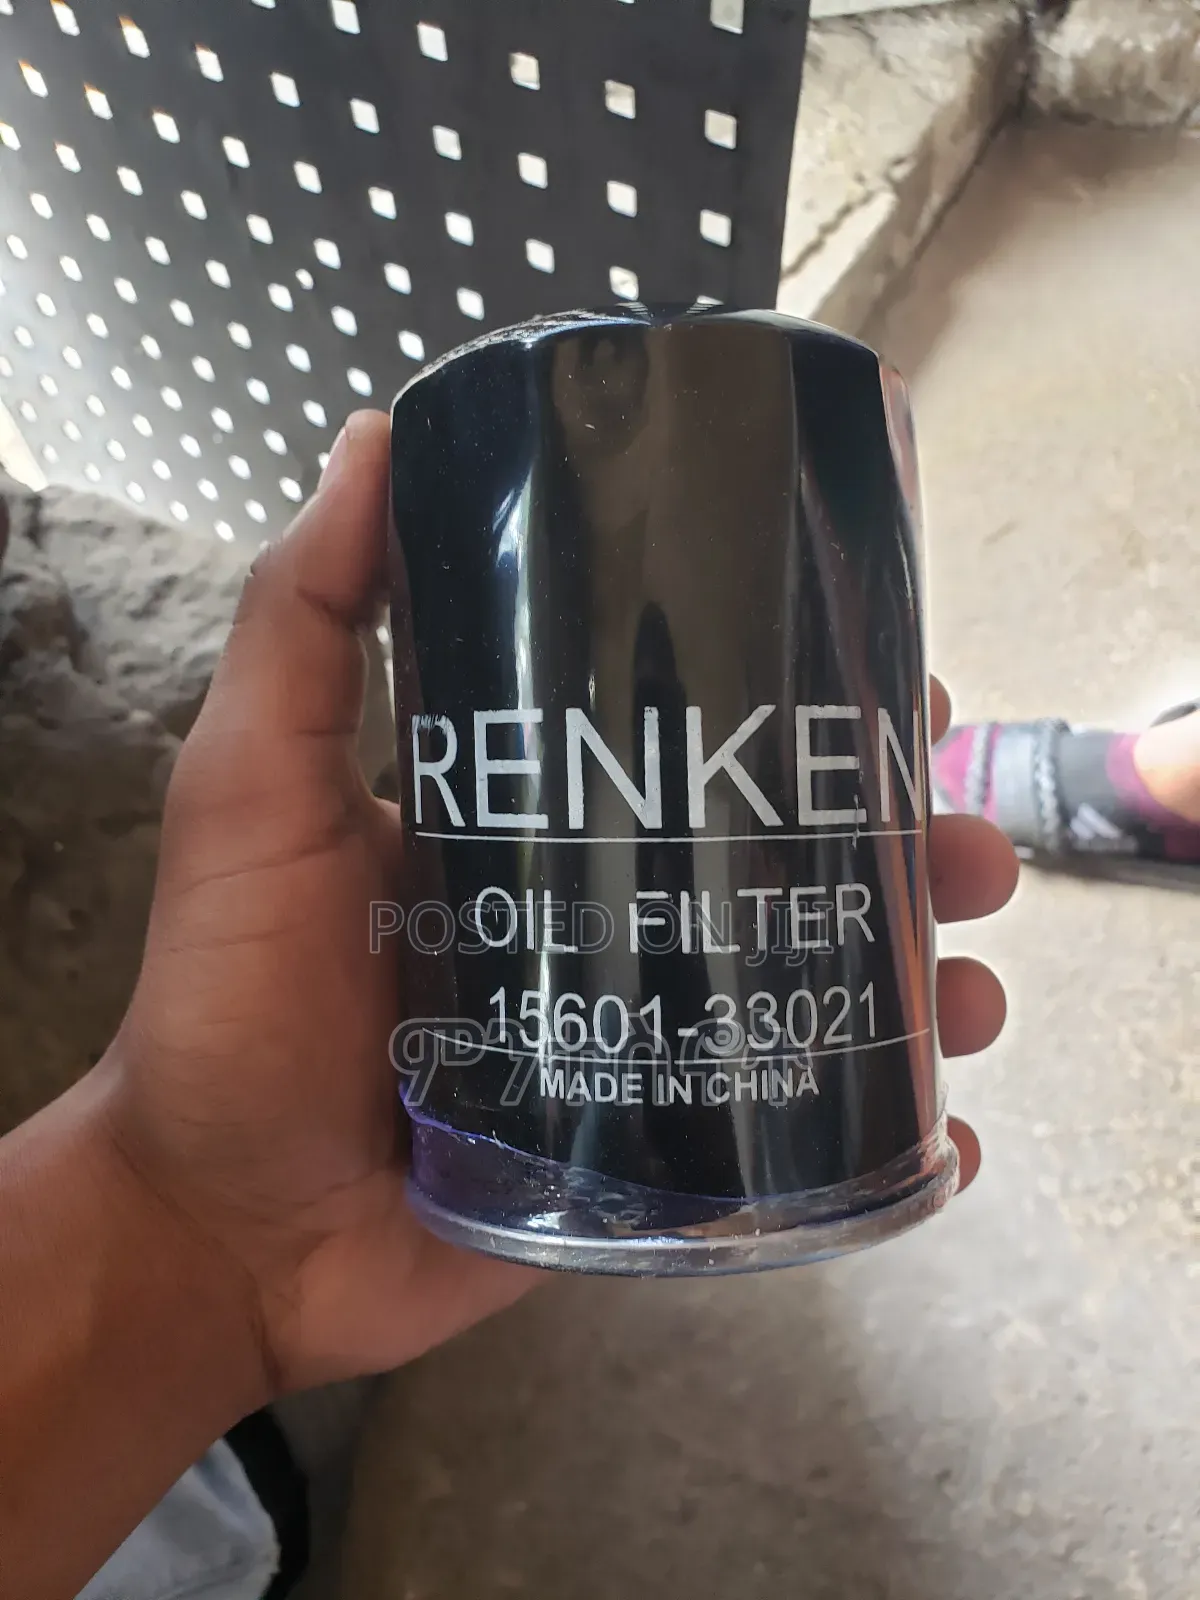 RENKEN
OIL FILTER
POSTED ON JIJI
15601-33021
MADE IN CHINA